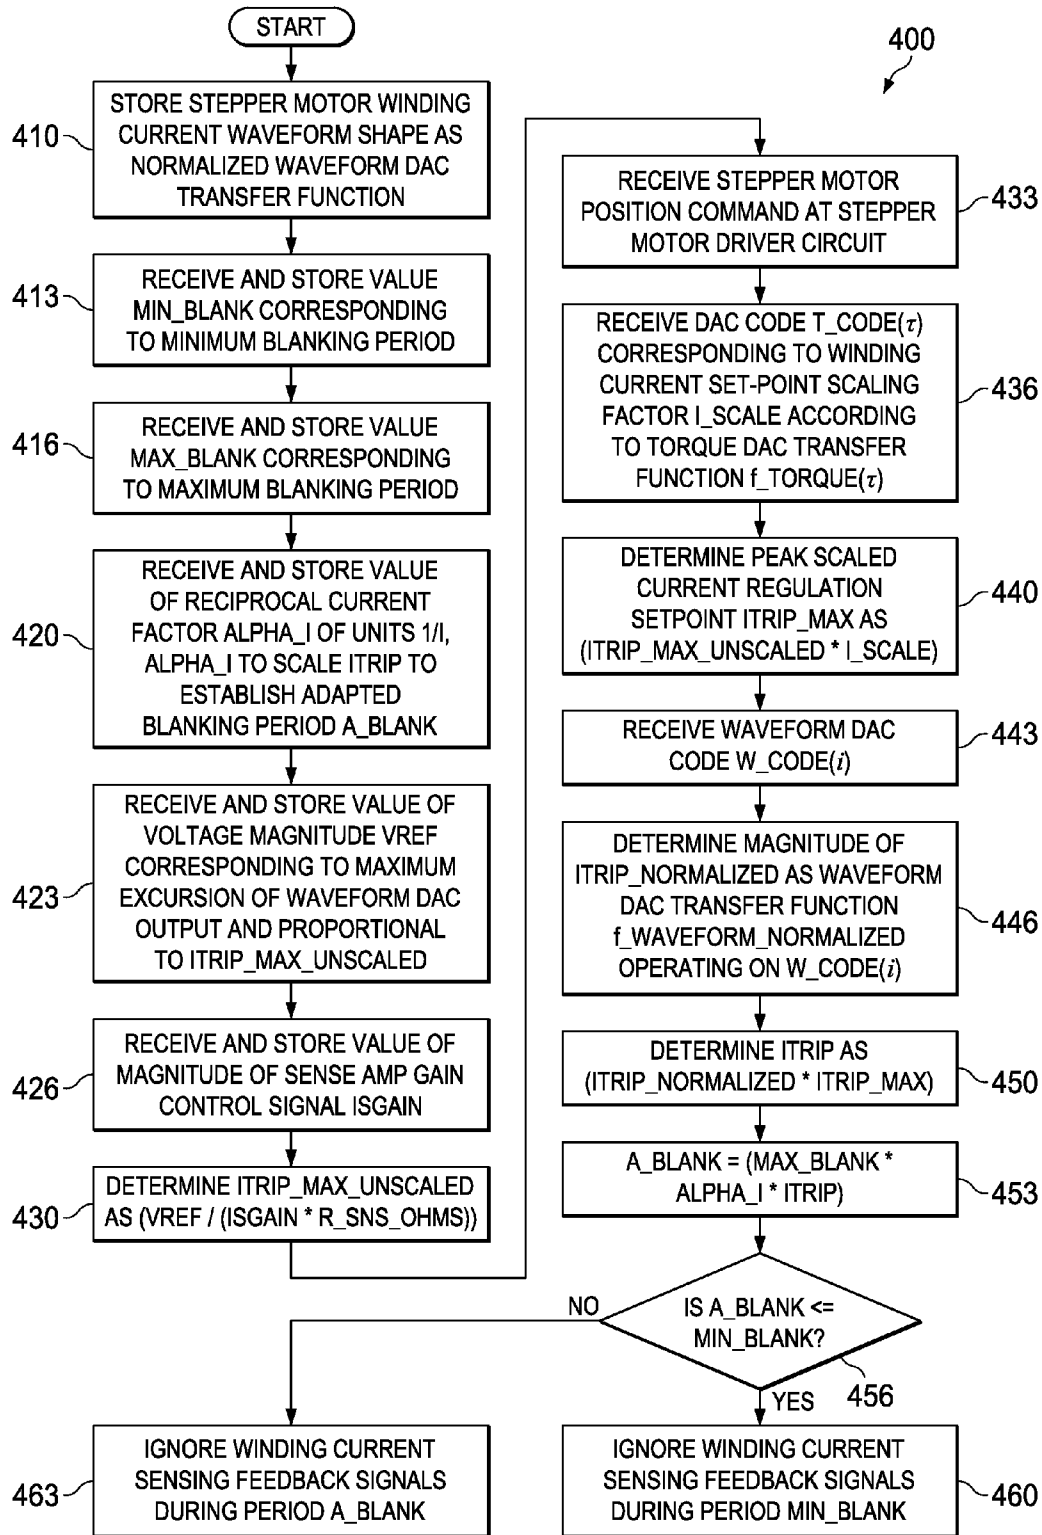 START
400
410
STORE STEPPER MOTOR WINDING
CURRENT WAVEFORM SHAPE AS
NORMALIZED WAVEFORM DAC
TRANSFER FUNCTION
413
RECEIVE AND STORE VALUE
MIN_BLANK CORRESPONDING
TO MINIMUM BLANKING PERIOD
416
RECEIVE AND STORE VALUE
MAX_BLANK CORRESPONDING
TO MAXIMUM BLANKING PERIOD
420
RECEIVE AND STORE VALUE
OF RECIPROCAL CURRENT
FACTOR ALPHA_I OF UNITS 1/I,
ALPHA_I TO SCALE ITRIP TO
ESTABLISH ADAPTED
BLANKING PERIOD A_BLANK
423
RECEIVE AND STORE VALUE OF
VOLTAGE MAGNITUDE VREF
CORRESPONDING TO MAXIMUM
EXCURSION OF WAVEFORM DAC
OUTPUT AND PROPORTIONAL
TO ITRIP_MAX_UNSCALED
426
RECEIVE AND STORE VALUE OF
MAGNITUDE OF SENSE AMP GAIN
CONTROL SIGNAL ISGAIN
430
DETERMINE ITRIP_MAX_UNSCALED
AS (VREF / (ISGAIN * R_SNS_OHMS))
RECEIVE STEPPER MOTOR
POSITION COMMAND AT STEPPER
MOTOR DRIVER CIRCUIT
433
RECEIVE DAC CODE T_CODE(τ)
CORRESPONDING TO WINDING
CURRENT SET-POINT SCALING
FACTOR I_SCALE ACCORDING
TO TORQUE DAC TRANSFER
FUNCTION f_TORQUE(τ)
436
DETERMINE PEAK SCALED
CURRENT REGULATION
SETPOINT ITRIP_MAX AS
(ITRIP_MAX_UNSCALED * I_SCALE)
440
RECEIVE WAVEFORM DAC
CODE W_CODE(i)
443
DETERMINE MAGNITUDE OF
ITRIP_NORMALIZED AS WAVEFORM
DAC TRANSFER FUNCTION
f_WAVEFORM_NORMALIZED
OPERATING ON W_CODE(i)
446
DETERMINE ITRIP AS
(ITRIP_NORMALIZED * ITRIP_MAX)
450
A_BLANK = (MAX_BLANK *
ALPHA_I * ITRIP)
453
IS A_BLANK <=
MIN_BLANK?
456
NO
YES
463
IGNORE WINDING CURRENT
SENSING FEEDBACK SIGNALS
DURING PERIOD A_BLANK
IGNORE WINDING CURRENT
SENSING FEEDBACK SIGNALS
DURING PERIOD MIN_BLANK
460